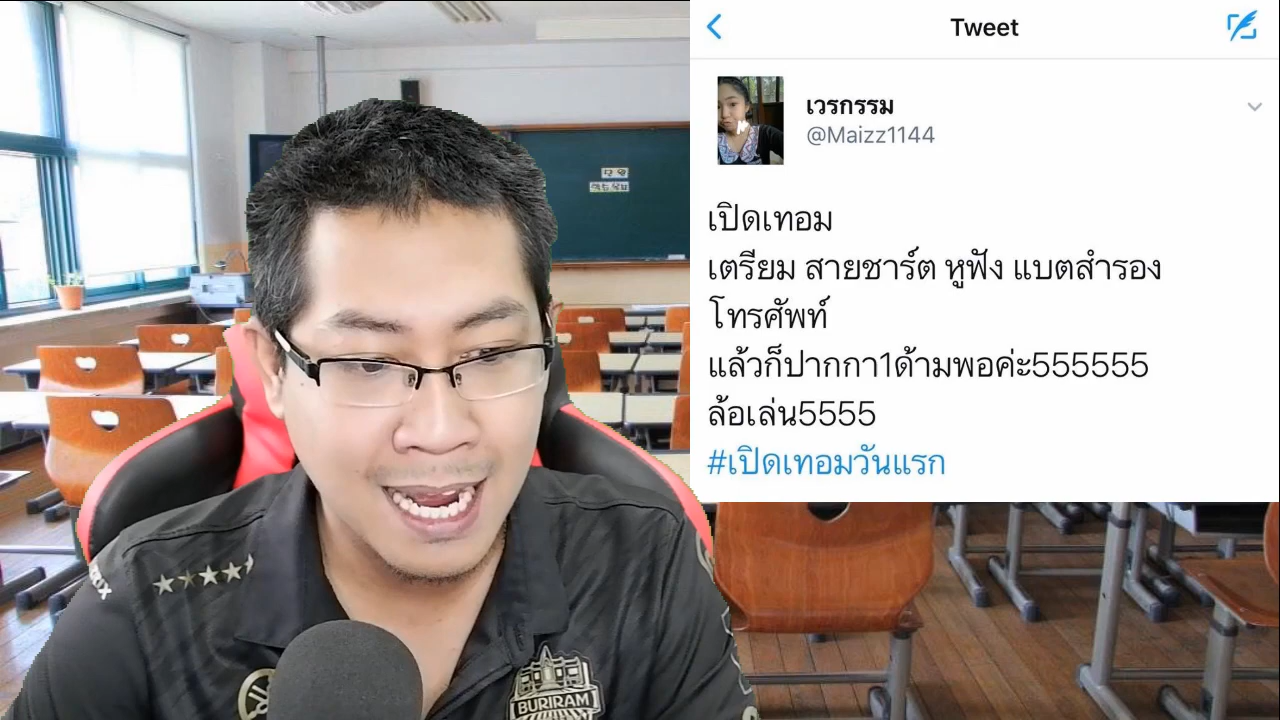 Tweet
เวรกรรม
@Maizz1144
เปิดเทอม
เตรียม สายชาร์ต หูฟัง แบตสำรอง
โทรศัพท์
แล้วก็ปากกา1ด้ามพอค่ะ555555
ล้อเล่น5555
#เปิดเทอมวันแรก
BURIRAM